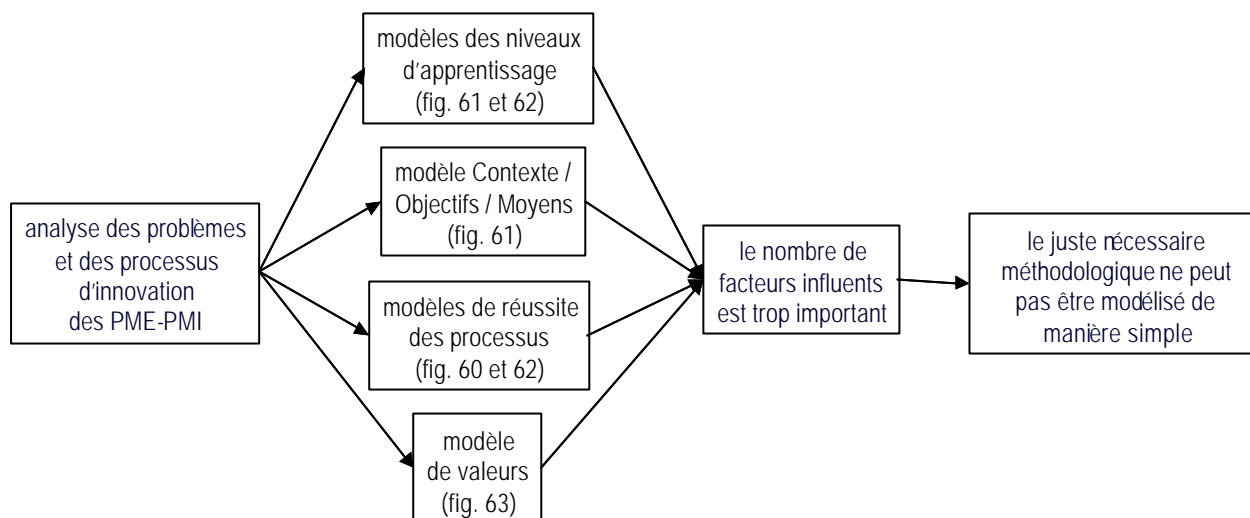 analyse des problèmes
et des processus
d'innovation
des PME-PMI
modèles des niveaux
d'apprentissage
(fig. 61 et 62)
modèle Contexte /
Objectifs / Moyens
(fig. 61)
modèles de réussite
des processus
(fig. 60 et 62)
modèle
de valeurs
(fig. 63)
le nombre de
facteurs influents
est trop important
le juste nécessaire
méthodologique ne peut
pas être modélisé de
manière simple